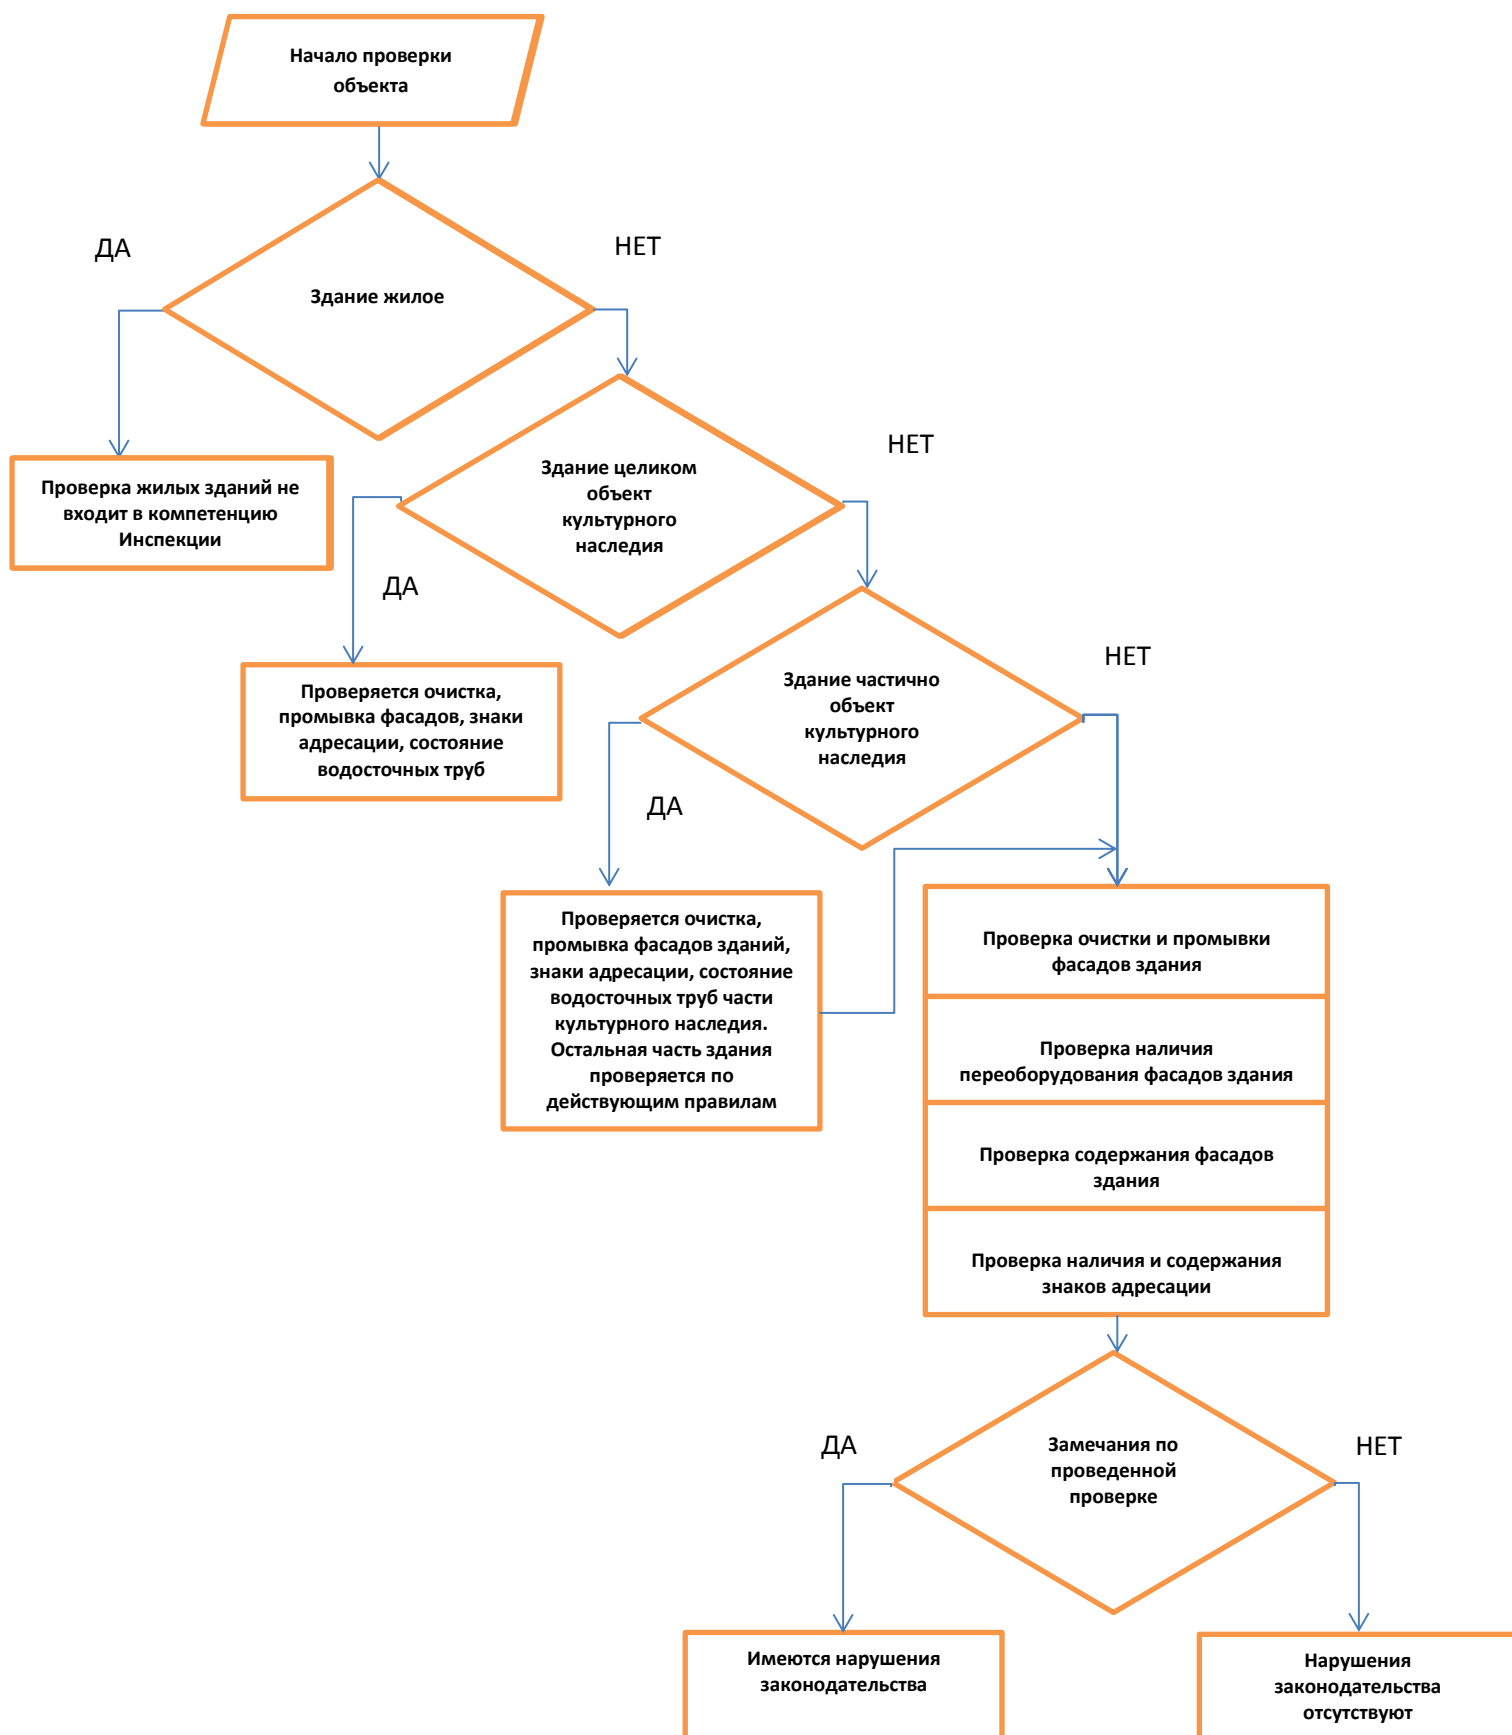 Начало проверки
объекта
ДА
НЕТ
Здание жилое
НЕТ
Здание целиком
объект
культурного
наследия
Проверка жилых зданий не
входит в компетенцию
Инспекции
ДА
НЕТ
Здание частично
объект
культурного
наследия
Проверяется очистка,
промывка фасадов, знаки
адресации, состояние
водосточных труб
ДА
Проверяется очистка,
промывка фасадов зданий,
знаки адресации, состояние
водосточных труб части
культурного наследия.
Остальная часть здания
проверяется по
действующим правилам
Проверка очистки и промывки
фасадов здания
Проверка наличия
переоборудования фасадов здания
Проверка содержания фасадов
здания
Проверка наличия и содержания
знаков адресации
ДА
НЕТ
Замечания по
проведенной
проверке
Имеются нарушения
законодательства
Нарушения
законодательства
отсутствуют